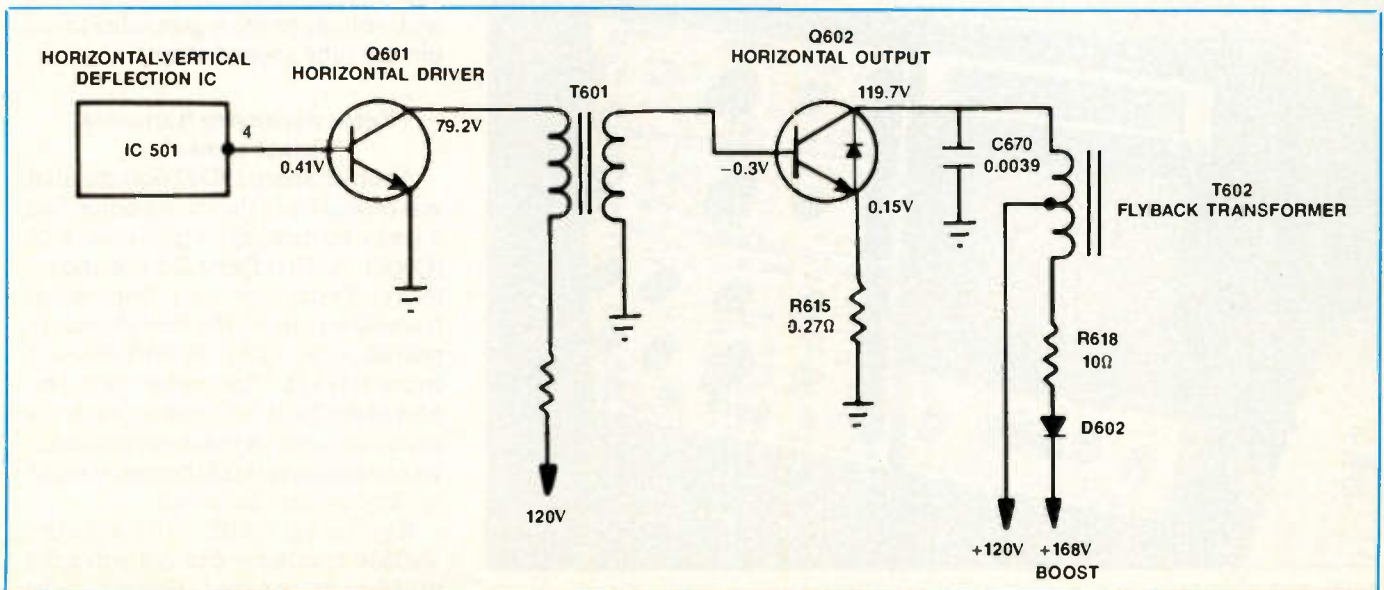 HORIZONTAL-VERTICAL
DEFLECTION IC
IC 501
4
0.41V
Q601
HORIZONTAL DRIVER
79.2V
T601
120V
Q602
HORIZONTAL OUTPUT
119.7V
-0.3V
0.15V
R615
0.27Ω
C670
0.0039
T602
FLYBACK TRANSFORMER
R618
10Ω
D602
+120V +168V
BOOST